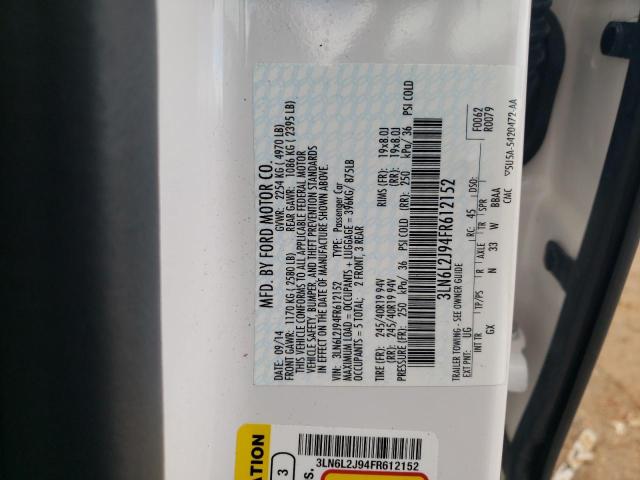 MFD. BY FORD MOTOR CO.
DATE: 09/14 GVWR: 2254 KG ( 4970 LB)
FRONT GAWR: 1170 KG (2580 LB) REAR GAWR: 1086 KG ( 2395 LB)
THIS VEHICLE CONFORMS TO ALL APPLICABLE FEDERAL MOTOR
VEHICLE SAFETY, BUMPER, AND THEFT PREVENTION STANDARDS
IN EFFECT ON THE DATE OF MANUFACTURE SHOWN ABOVE.
VIN: 3LN6L2J94FR612152 TYPE: Passenger Car
MAXIMUM LOAD = OCCUPANTS + LUGGAGE = 396KG/ 875LB
OCCUPANTS = 5 TOTAL; 2 FRONT, 3 REAR
TIRE (FR): 245/40R19 94V RIMS (FR): 19x8.0J
(RR): 245/40R19 94V (RR): 19x8.0J
PRESSURE (FR): 250 kPa/ 36 PSI COLD (RR): 250 kPa/ 36 PSI COLD
3LN6L2J94FR612152
TRAILER TOWING - SEE OWNER GUIDE F0062
EXT PNT: UG RC: 45 DSO: R0079
INT TR TP/PS R AXLE TR SPR
GX N 33 W BBAA
CMC ▽5U5A-5420472-AA
3LN6L2J94FR612152
3